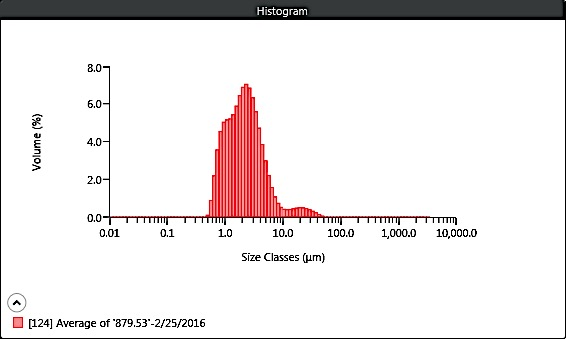 Histogram
8.0
6.0
4.0
2.0
0.0
Volume (%)
0.01 0.1 1.0 10.0 100.0 1,000.0 10,000.0
Size Classes (µm)
[124] Average of '879.53'-2/25/2016